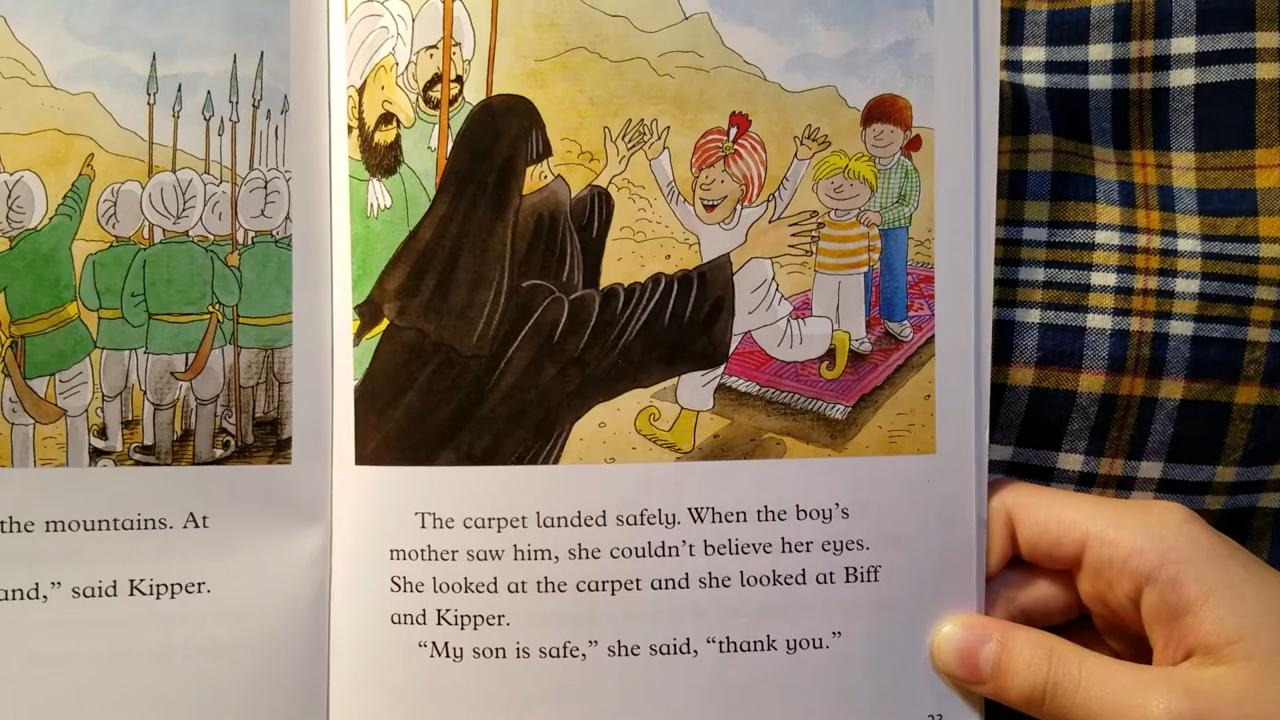 the mountains. At
and,” said Kipper.
The carpet landed safely. When the boy’s
mother saw him, she couldn’t believe her eyes.
She looked at the carpet and she looked at Biff
and Kipper.
“My son is safe,” she said, “thank you.”